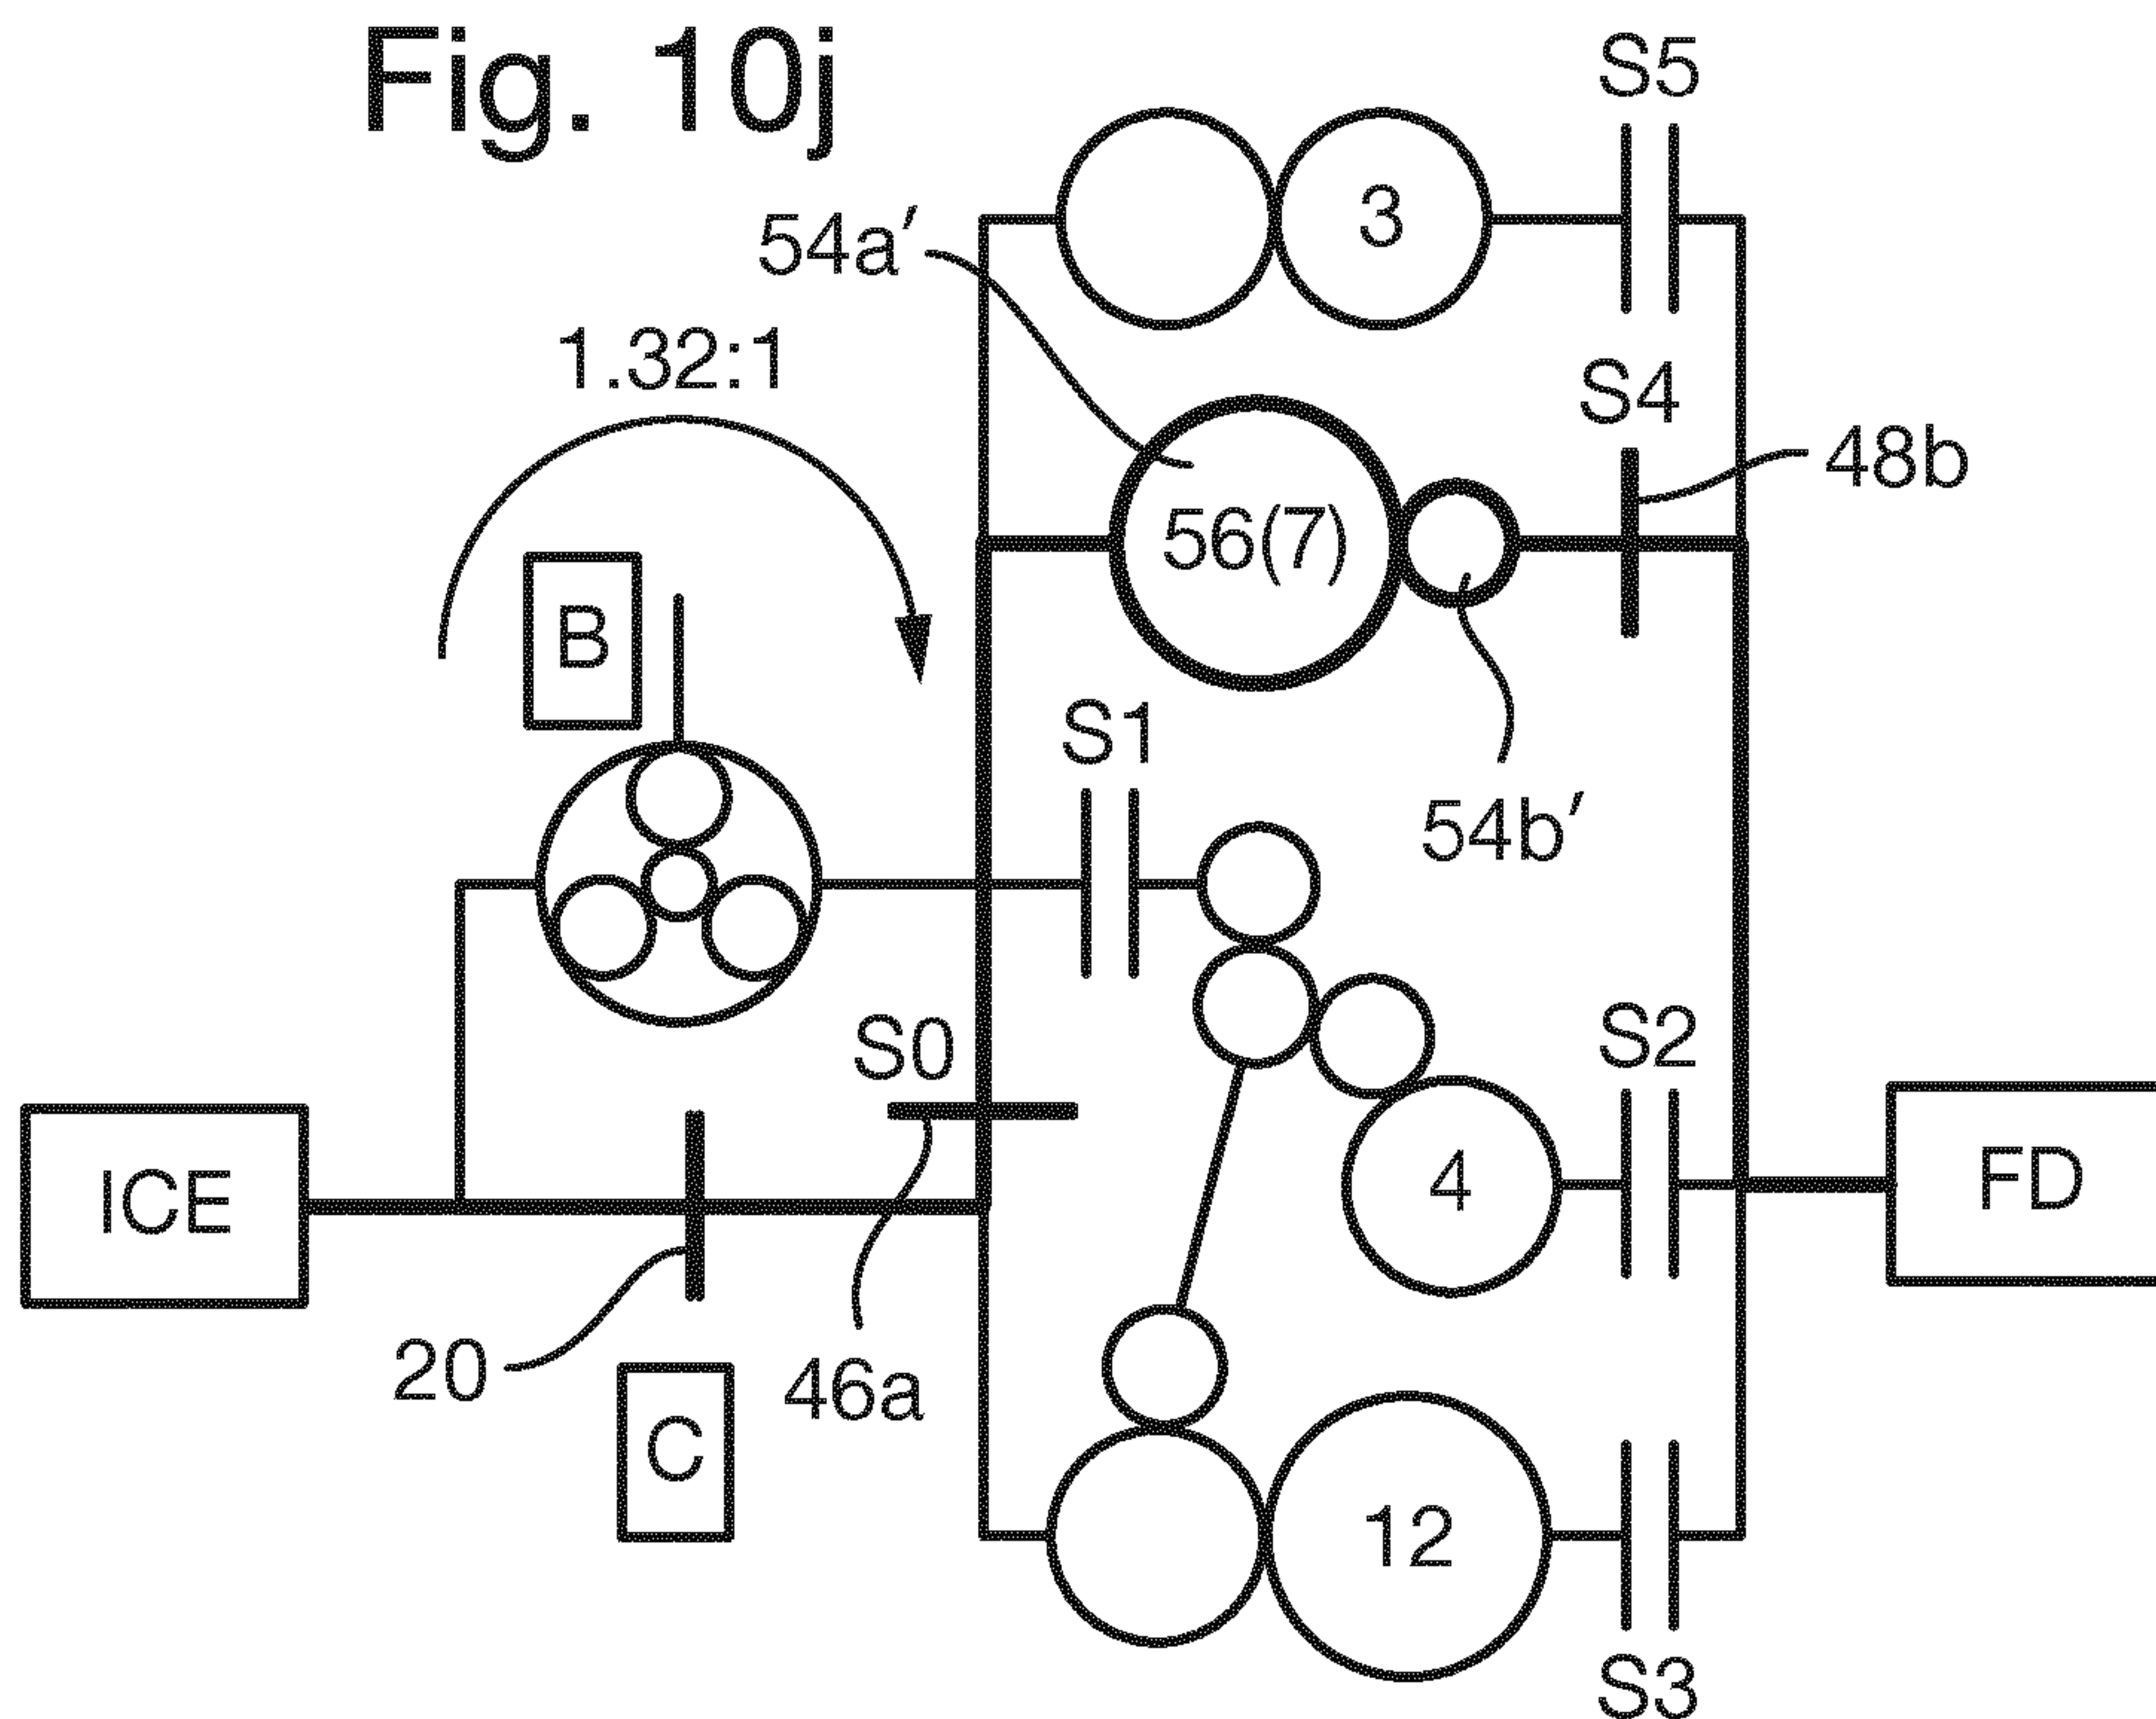 Fig. 10j
S5
3
54a′
1.32:1
S4
48b
56(7)
B
S1
54b′
S0
S2
ICE
4
FD
20
46a
C
12
S3